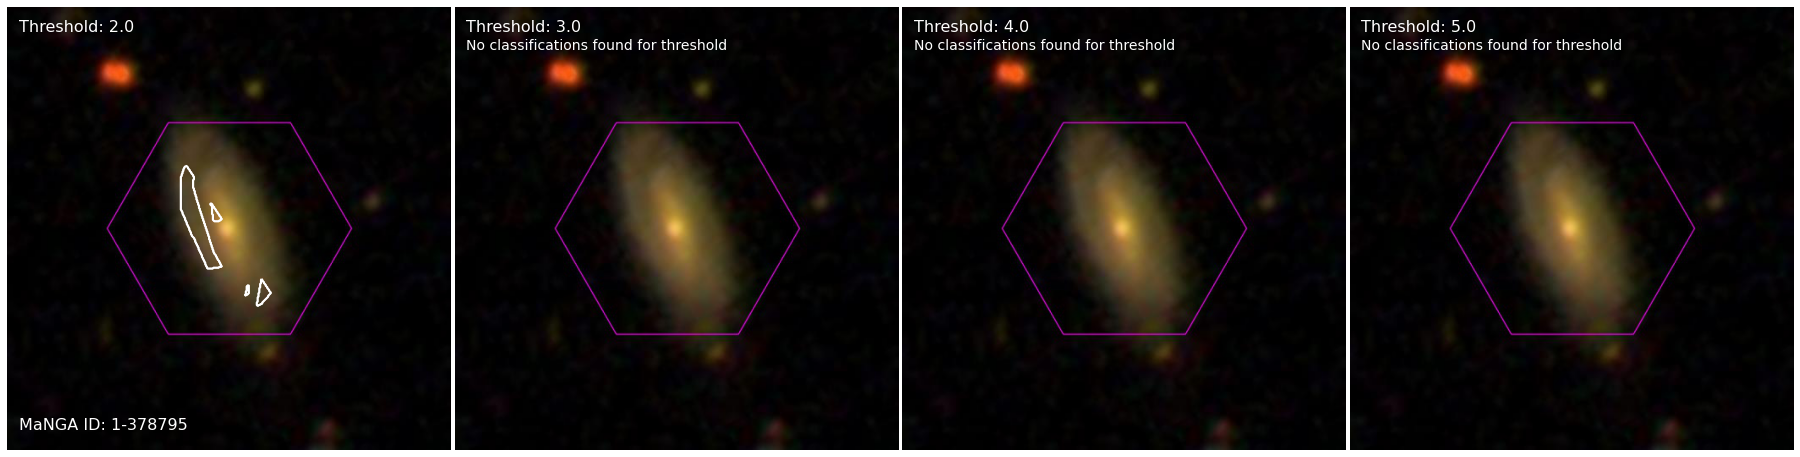 Threshold: 2.0
MaNGA ID: 1-378795
Threshold: 3.0
No classifications found for threshold
Threshold: 4.0
No classifications found for threshold
Threshold: 5.0
No classifications found for threshold